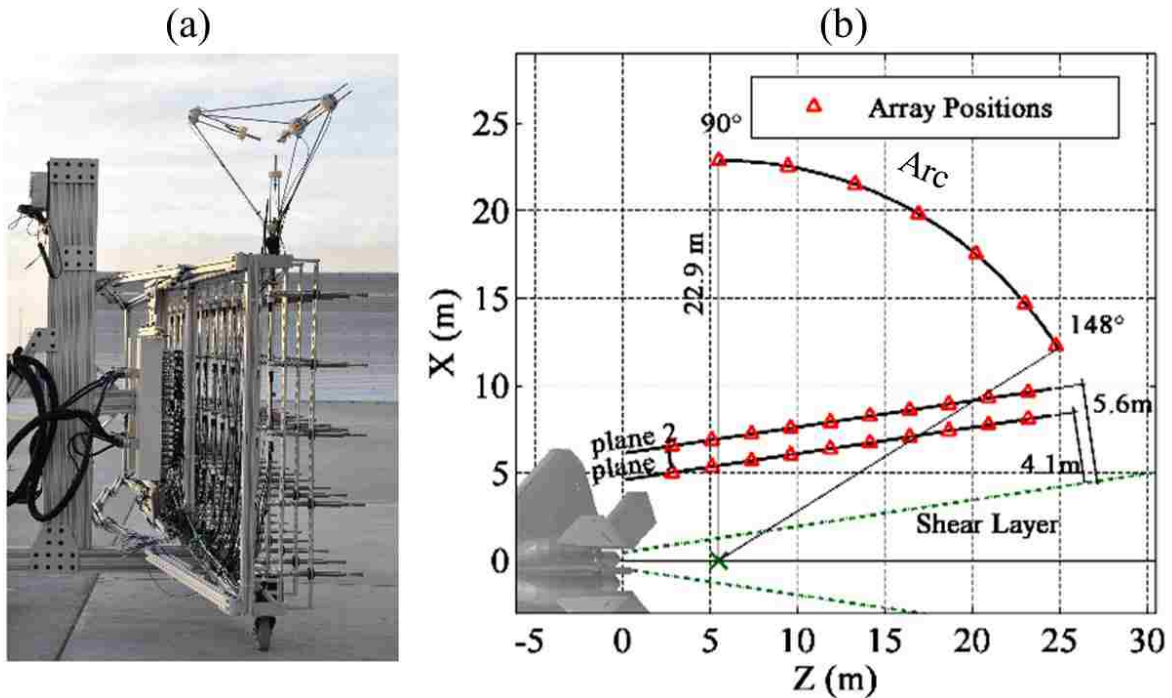 (a)
(b)
Array Positions
90°
Arc
22.9 m
148°
plane 2
plane 1
5.6m
4.1m
Shear Layer
X (m)
25
20
15
10
5
0
-5 0 5 10 15 20 25 30
Z (m)